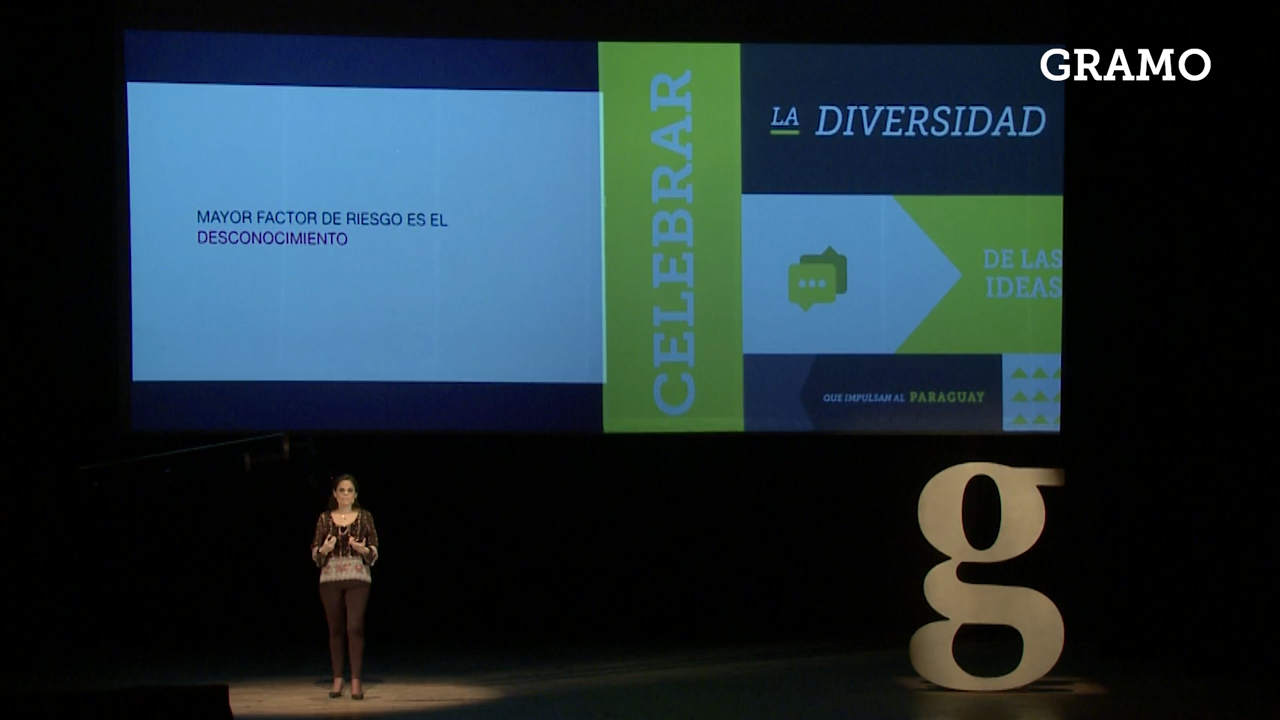 GRAMO
MAYOR FACTOR DE RIESGO ES EL
DESCONOCIMIENTO
CELEBRAR
LA DIVERSIDAD
DE LAS
IDEAS
QUE IMPULSAN AL PARAGUAY
g